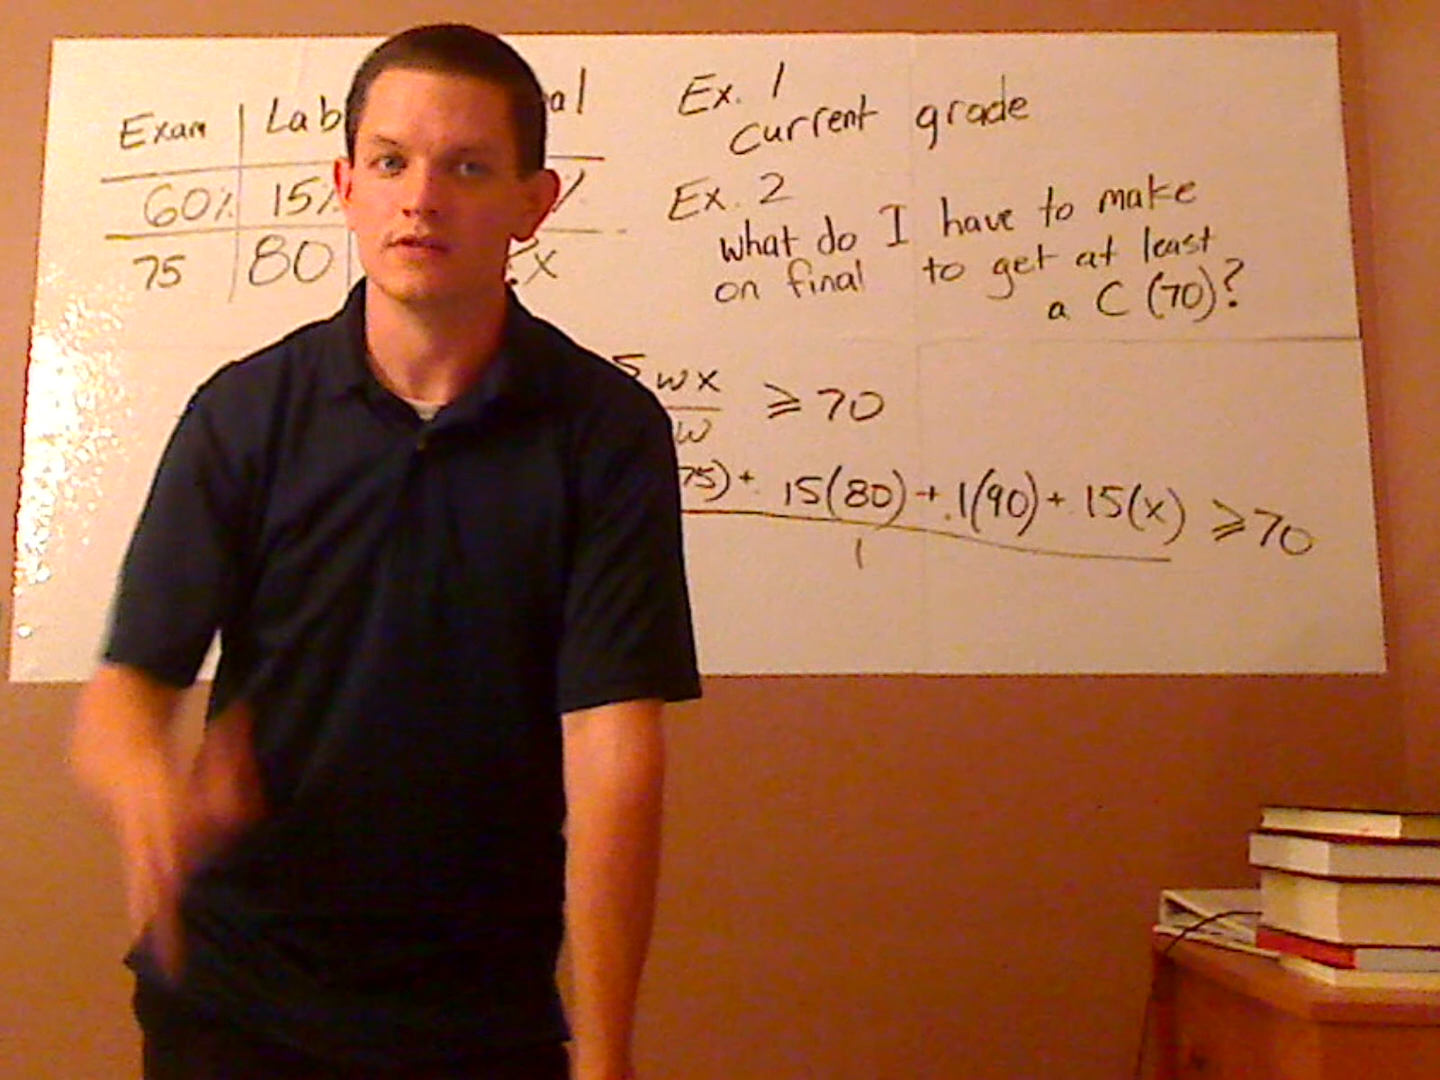 Exam Lab al
60% 15% %
75 80 x
Ex. 1
current grade
Ex. 2
what do I have to make
on final to get at least
a C (70)?
wx ≥ 70
w
75) + .15(80) + .1(90) + .15(x) ≥ 70
1